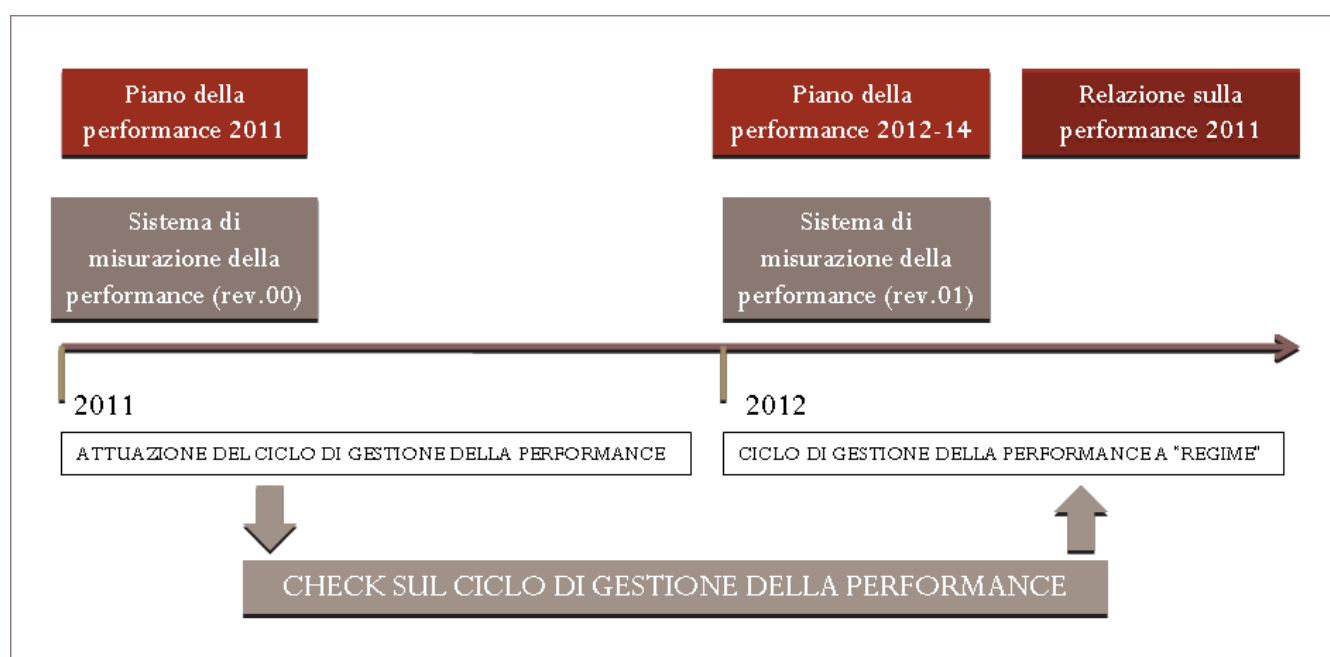 Piano della
performance 2011
Piano della
performance 2012-14
Relazione sulla
performance 2011
Sistema di
misurazione della
performance (rev.00)
Sistema di
misurazione della
performance (rev.01)
2011
2012
ATTUAZIONE DEL CICLO DI GESTIONE DELLA PERFORMANCE
CICLO DI GESTIONE DELLA PERFORMANCE A "REGIME"
CHECK SUL CICLO DI GESTIONE DELLA PERFORMANCE